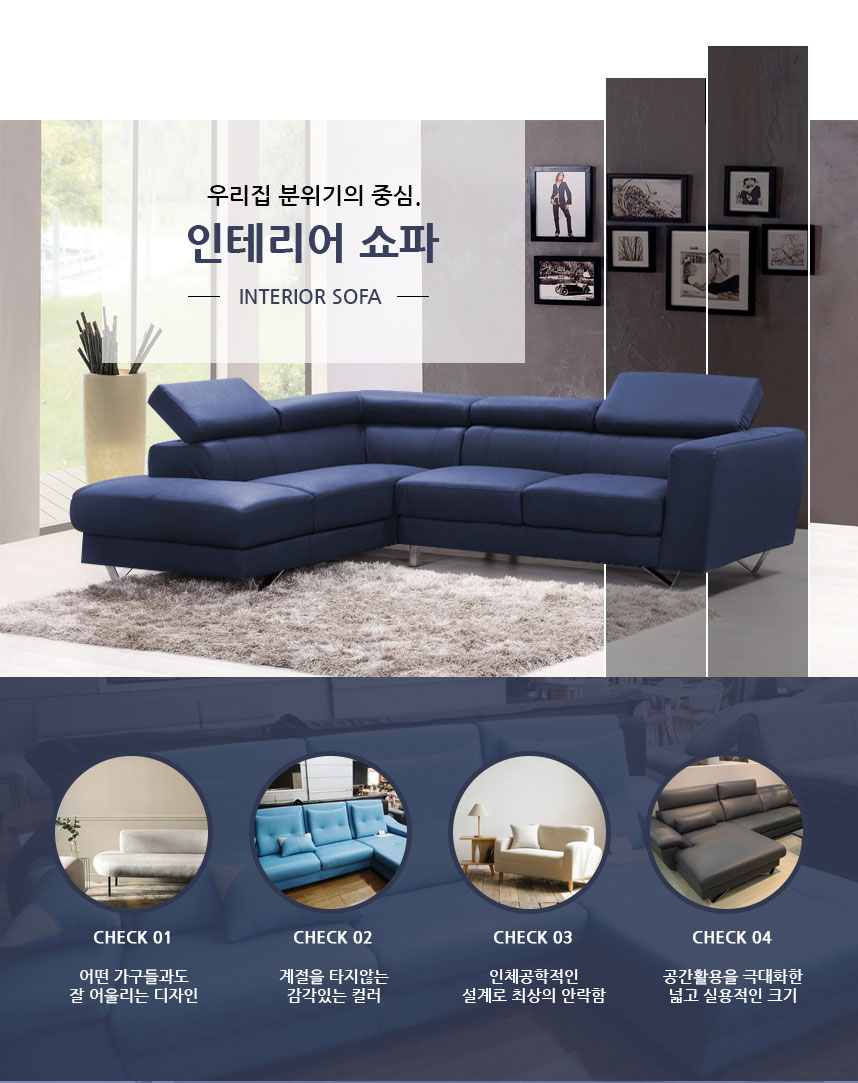 우리집 분위기의 중심.
인테리어 쇼파
INTERIOR SOFA
CHECK 01
어떤 가구들과도
잘 어울리는 디자인
CHECK 02
계절을 타지않는
감각있는 컬러
CHECK 03
인체공학적인
설계로 최상의 안락함
CHECK 04
공간활용을 극대화한
넓고 실용적인 크기